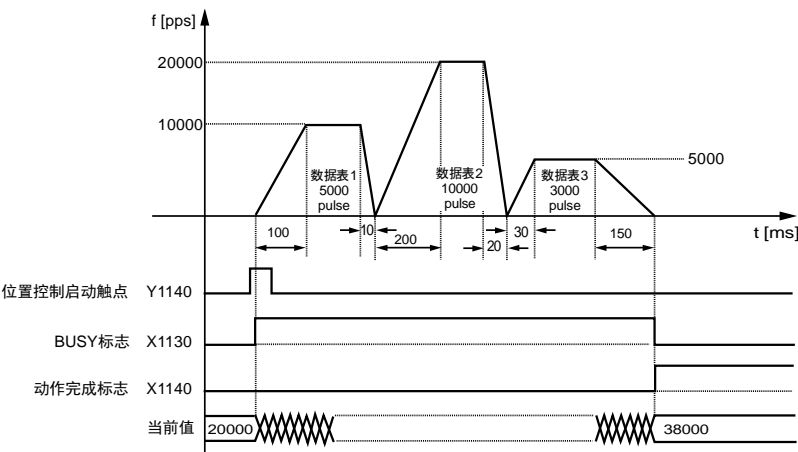 f [pps]
20000
10000
5000
数据表1
5000
pulse
数据表2
10000
pulse
数据表3
3000
pulse
100
10
200
20
30
150
t [ms]
位置控制启动触点 Y1140
BUSY标志 X1130
动作完成标志 X1140
当前值 20000 38000